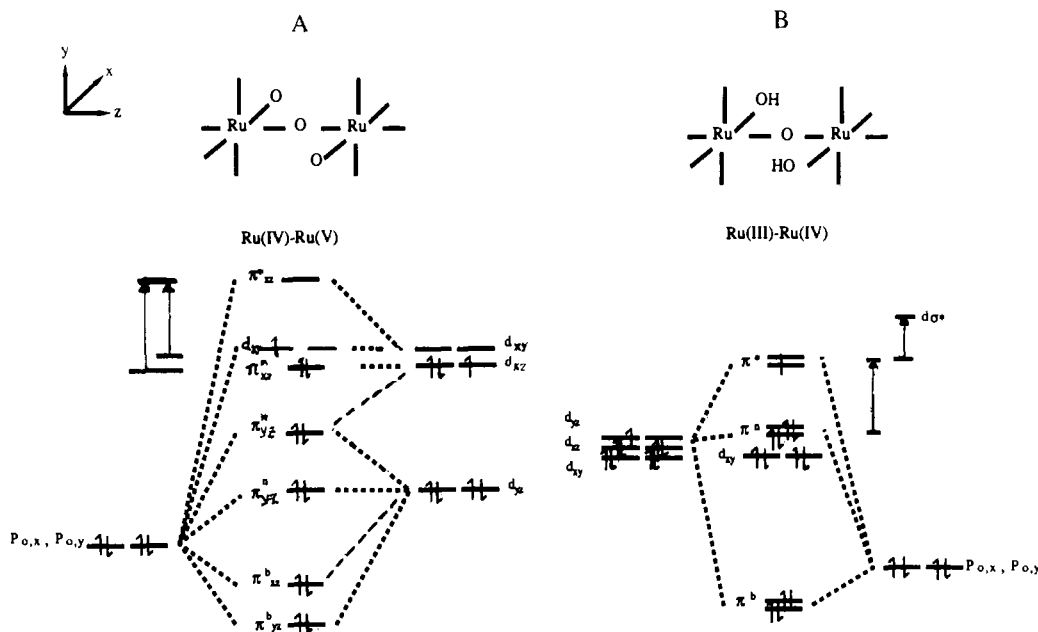 A
B
y
x
z
O
Ru
O
Ru
O
OH
Ru
O
Ru
HO
Ru(IV)-Ru(V)
Ru(III)-Ru(IV)
π*xz
dxy
dxy
πⁿxz
dxz
π*yz
πⁿyz
dyz
Po,x , Po,y
πᵇxz
πᵇyz
dσ*
π*
dyz
dxz
dxy
πⁿ
dxy
Po,x , Po,y
πᵇ